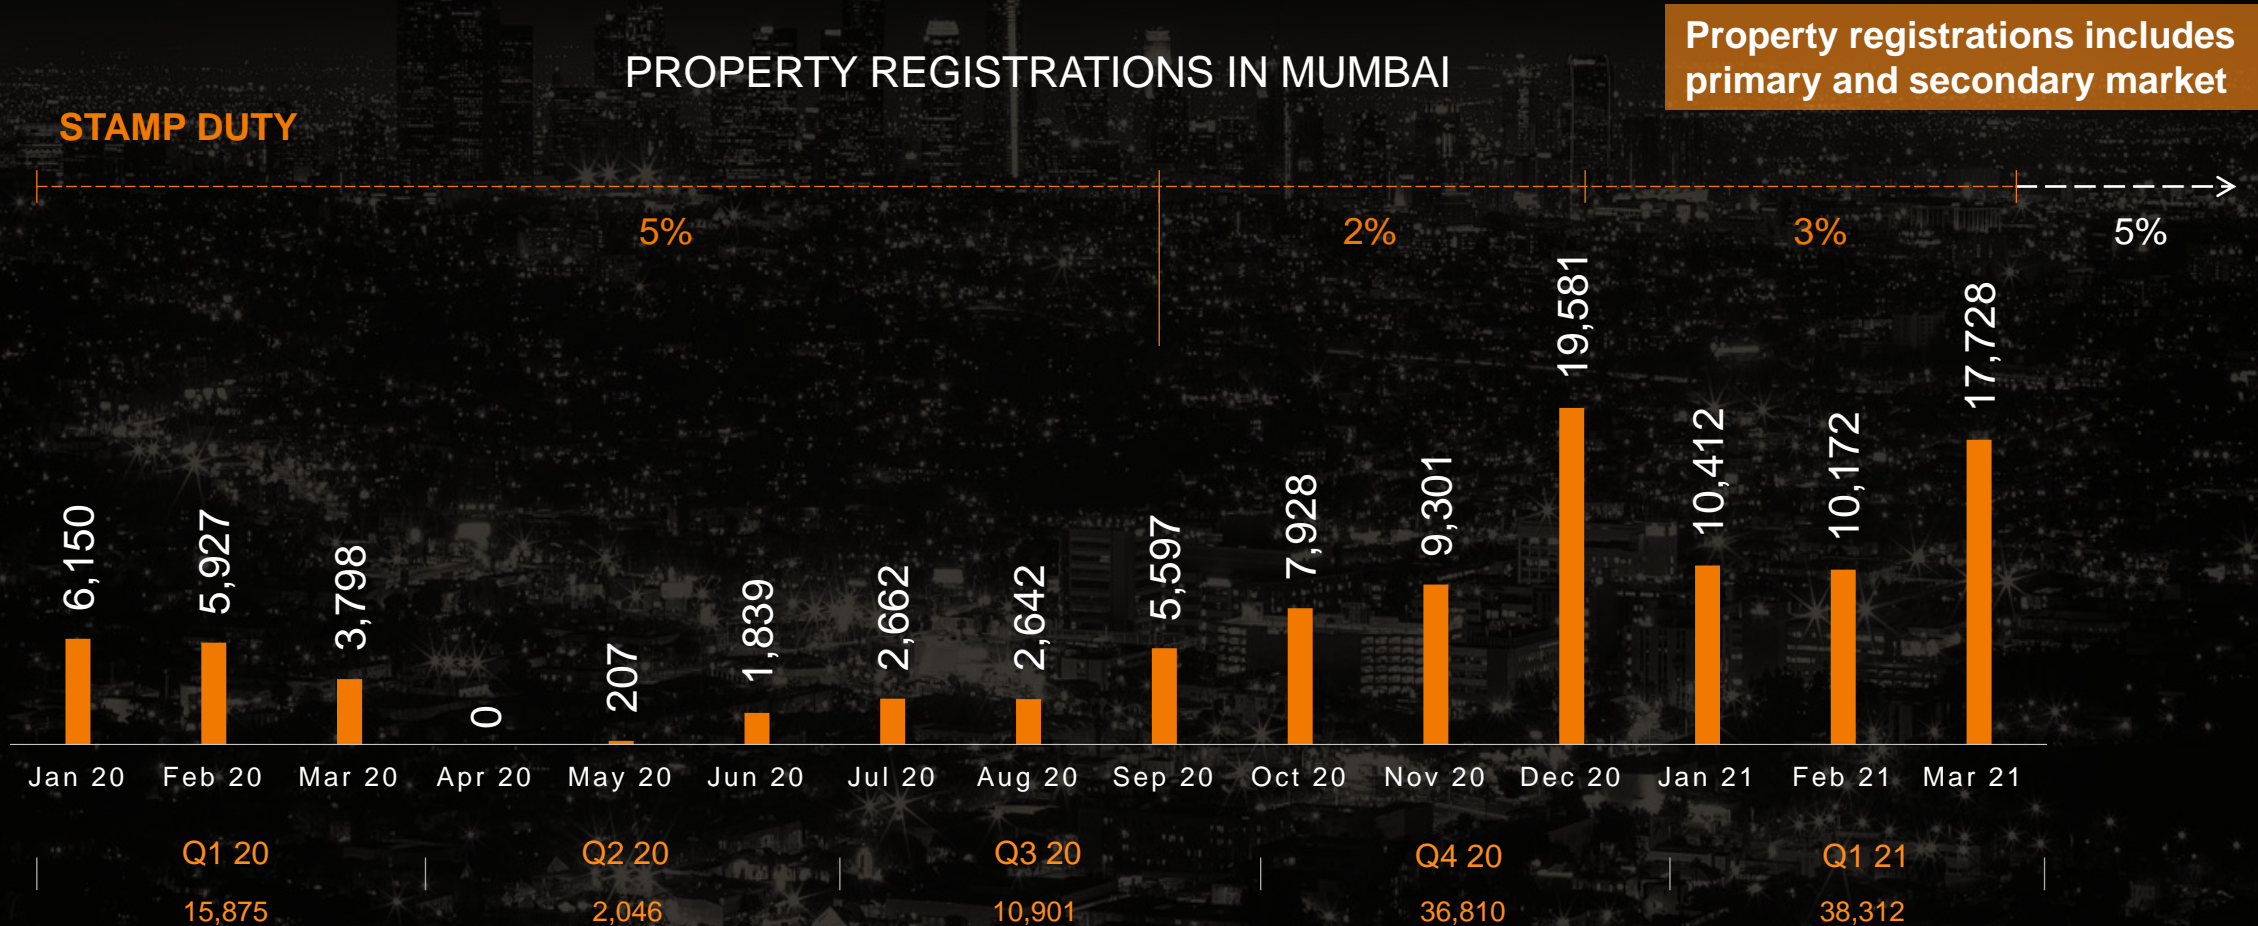 Property registrations includes
primary and secondary market
PROPERTY REGISTRATIONS IN MUMBAI
STAMP DUTY
5% 2% 3% 5%
6,150 5,927 3,798 0 207 1,839 2,662 2,642 5,597 7,928 9,301 19,581 10,412 10,172 17,728
Jan 20 Feb 20 Mar 20 Apr 20 May 20 Jun 20 Jul 20 Aug 20 Sep 20 Oct 20 Nov 20 Dec 20 Jan 21 Feb 21 Mar 21
Q1 20 Q2 20 Q3 20 Q4 20 Q1 21
15,875 2,046 10,901 36,810 38,312